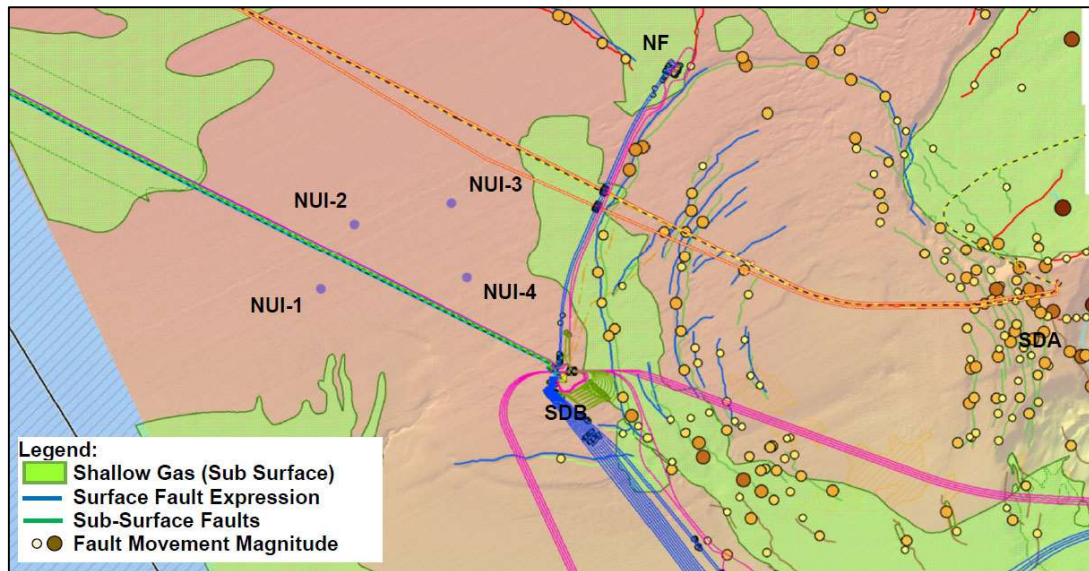 NF
NUI-3
NUI-2
NUI-4
NUI-1
SDA
SDB
Legend:
Shallow Gas (Sub Surface)
Surface Fault Expression
Sub-Surface Faults
Fault Movement Magnitude